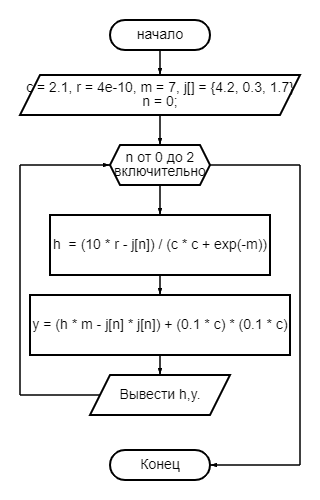 начало
c = 2.1, r = 4e-10, m = 7, j[] = {4.2, 0.3, 1.7}
n = 0;
n от 0 до 2
включительно
h = (10 * r - j[n]) / (c * c + exp(-m))
y = (h * m - j[n] * j[n]) + (0.1 * c) * (0.1 * c)
Вывести h,y.
Конец